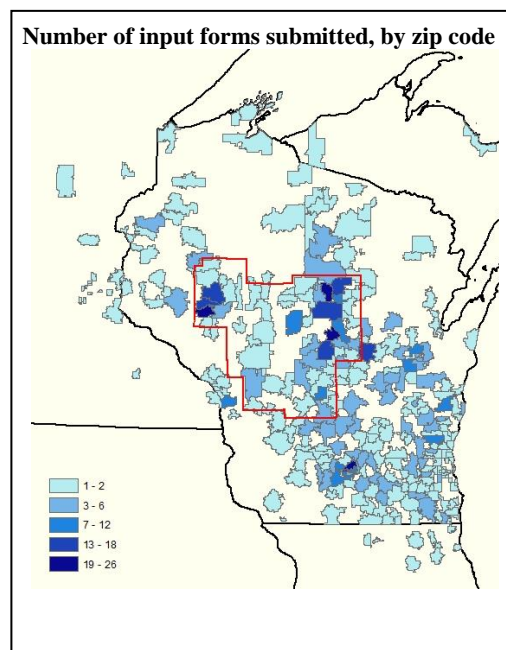 Number of input forms submitted, by zip code
1 - 2
3 - 6
7 - 12
13 - 18
19 - 26